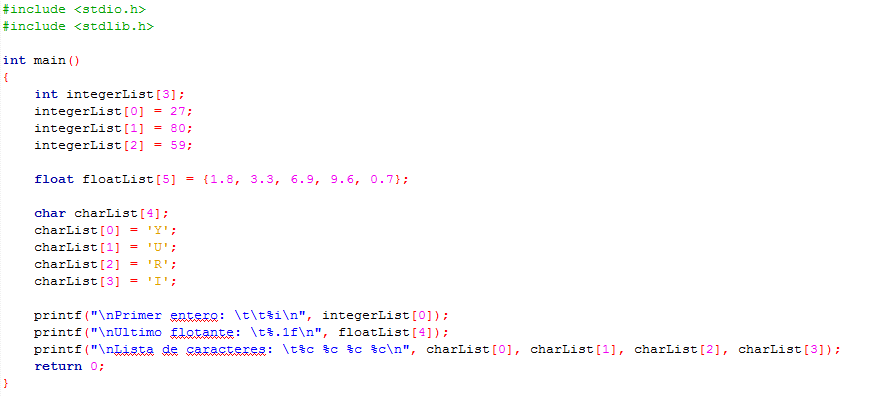 #include <stdio.h>
#include <stdlib.h>
int main()
{
int integerList[3];
integerList[0] = 27;
integerList[1] = 80;
integerList[2] = 59;
float floatList[5] = {1.8, 3.3, 6.9, 9.6, 0.7};
char charList[4];
charList[0] = 'Y';
charList[1] = 'U';
charList[2] = 'R';
charList[3] = 'I';
printf("\nPrimer entero: \t\t%i\n", integerList[0]);
printf("\nUltimo flotante: \t%.1f\n", floatList[4]);
printf("\nLista de caracteres: \t%c %c %c %c\n", charList[0], charList[1], charList[2], charList[3]);
return 0;
}